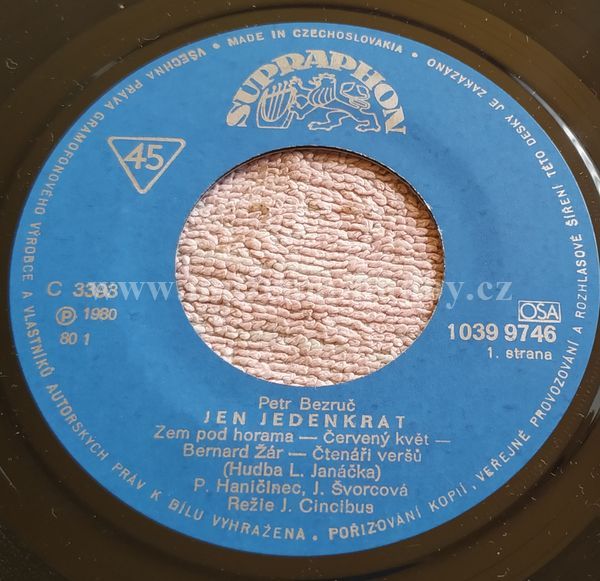 VŠECHNA PRÁVA GRAMOFONOVÉHO VÝROBCE A VLASTNÍKŮ AUTORSKÝCH PRÁV K DÍLU VYHRAŽENA. POŘIZOVÁNÍ KOPIÍ, VEŘEJNÉ PROVOZOVÁNÍ A ROZHLASOVÉ ŠÍŘENÍ TÉTO DESKY JE ZAKÁZÁNO
• MADE IN CZECHOSLOVAKIA •
SUPRAPHON
45
C 3393
℗ 1980
80 1
OSA
1039 9746
1. strana
Petr Bezruč
JEN JEDENKRAT
Zem pod horama — Červený květ —
Bernard Žár — Čtenáři veršů
(Hudba L. Janáčka)
P. Haničinec, J. Švorcová
Režie J. Cincibus